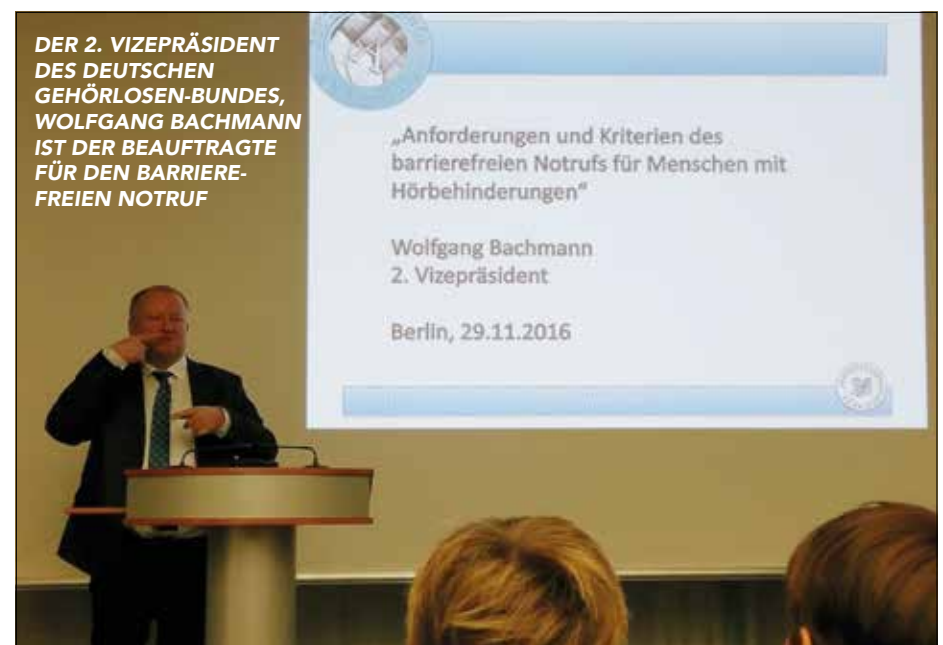 DER 2. VIZEPRÄSIDENT
DES DEUTSCHEN
GEHÖRLOSEN-BUNDES,
WOLFGANG BACHMANN
IST DER BEAUFTRAGTE
FÜR DEN BARRIERE-
FREIEN NOTRUF
„Anforderungen und Kriterien des
barrierefreien Notrufs für Menschen mit
Hörbehinderungen“
Wolfgang Bachmann
2. Vizepräsident
Berlin, 29.11.2016